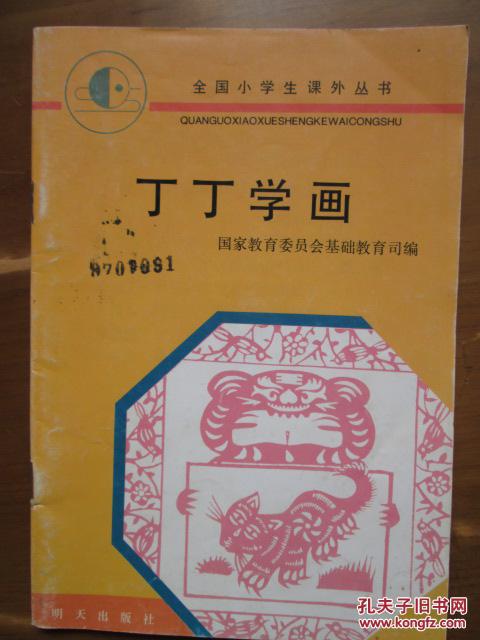 全国小学生课外丛书
QUANGUOXIAOXUESHENGKEWAICONGSHU
丁丁学画
国家教育委员会基础教育司编
明天出版社
孔夫子旧书网
KONGFZ.COM